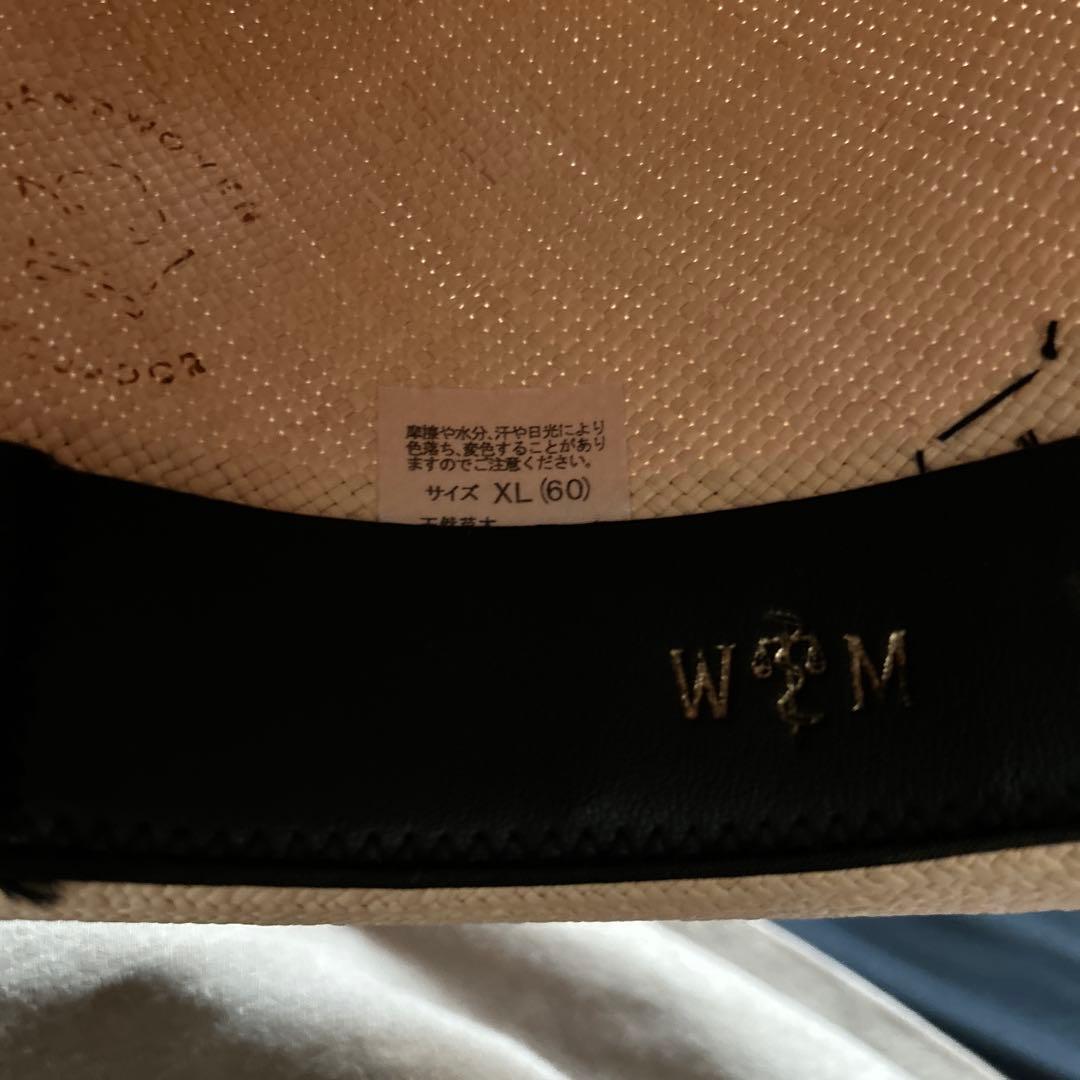 HANDWOVEN
摩擦や水分、汗や日光により
色落ち、変色することがあり
ますのでご注意ください。
サイズ XL (60)
W M